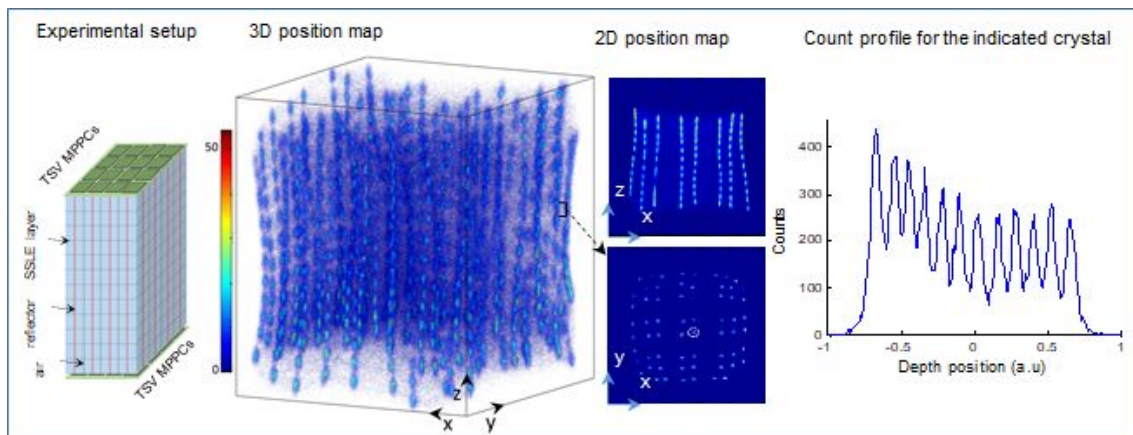 Experimental setup
3D position map
2D position map
Count profile for the indicated crystal
TSV MPPCs
SSLE layer
reflector
air
TSV MPPCs
50
0
z
x
y
z
x
y
x
Counts
400
300
200
100
0
-1
-0.5
0
0.5
1
Depth position (a.u)